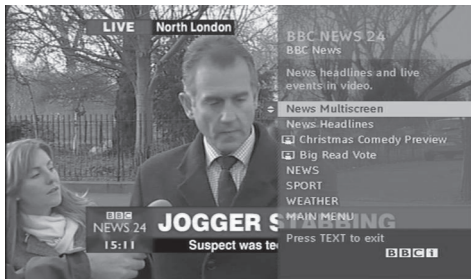 LIVE
North London
BBC NEWS 24
BBC News
News headlines and live
events in video.
News Multiscreen
News Headlines
Christmas Comedy Preview
Big Read Vote
NEWS
SPORT
WEATHER
MAIN MENU
Press TEXT to exit
BBCi
BBC
NEWS 24
15:11
JOGGER STABBING
Suspect was